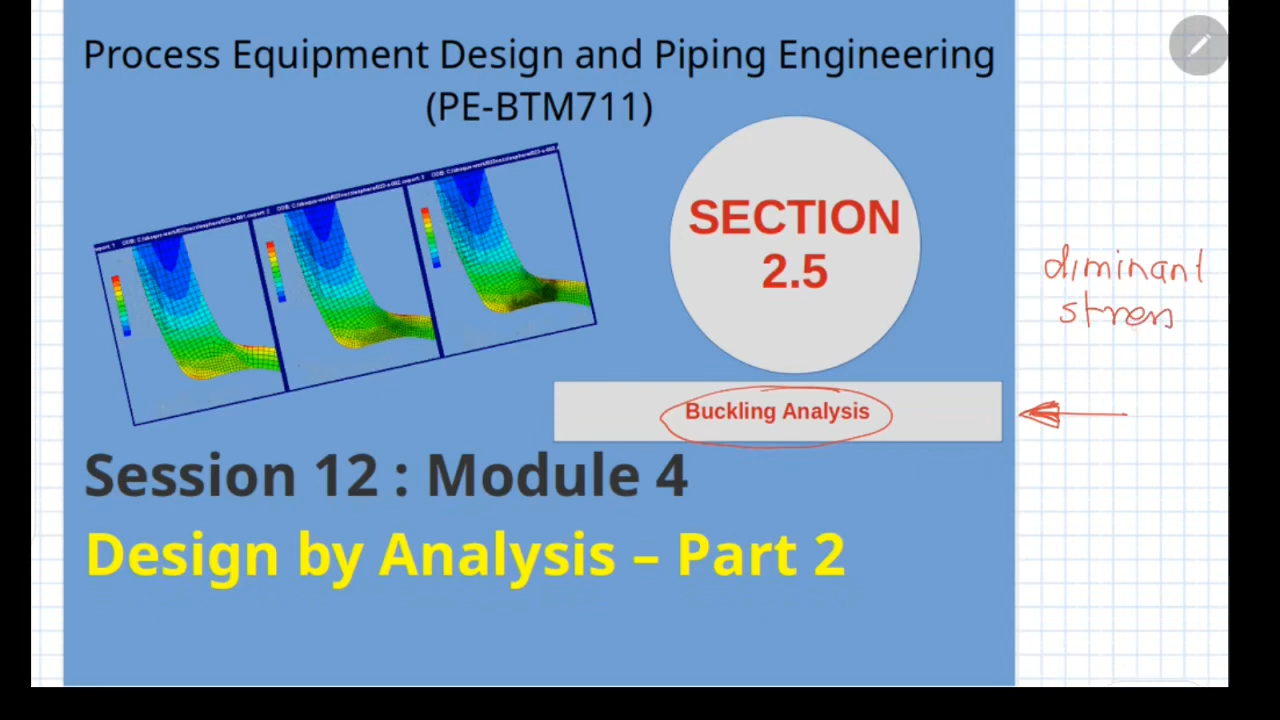 Process Equipment Design and Piping Engineering
(PE-BTM711)
SECTION
2.5
diminant
stress
Buckling Analysis
Session 12 : Module 4
Design by Analysis – Part 2